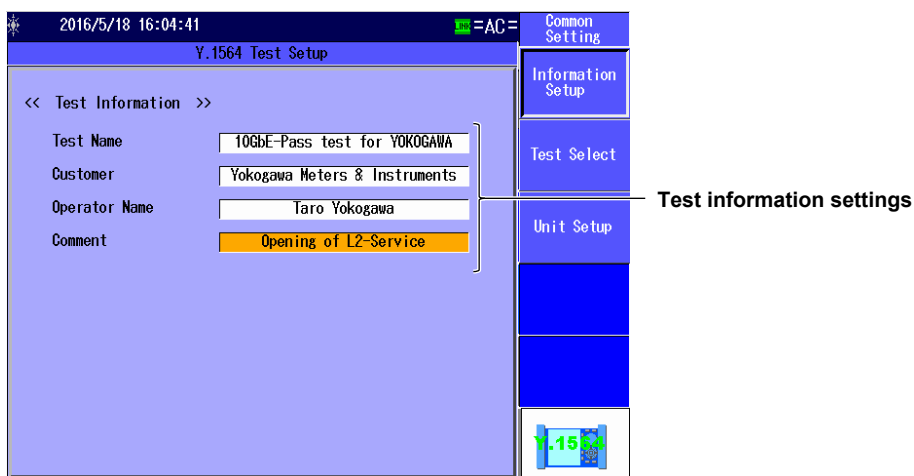 2016/5/18 16:04:41
=AC=
Common
Setting
Y.1564 Test Setup
Information
Setup
<< Test Information >>
Test Name
10GbE-Pass test for YOKOGAWA
Test Select
Customer
Yokogawa Meters & Instruments
Operator Name
Taro Yokogawa
Test information settings
Comment
Opening of L2-Service
Unit Setup
Y.1564